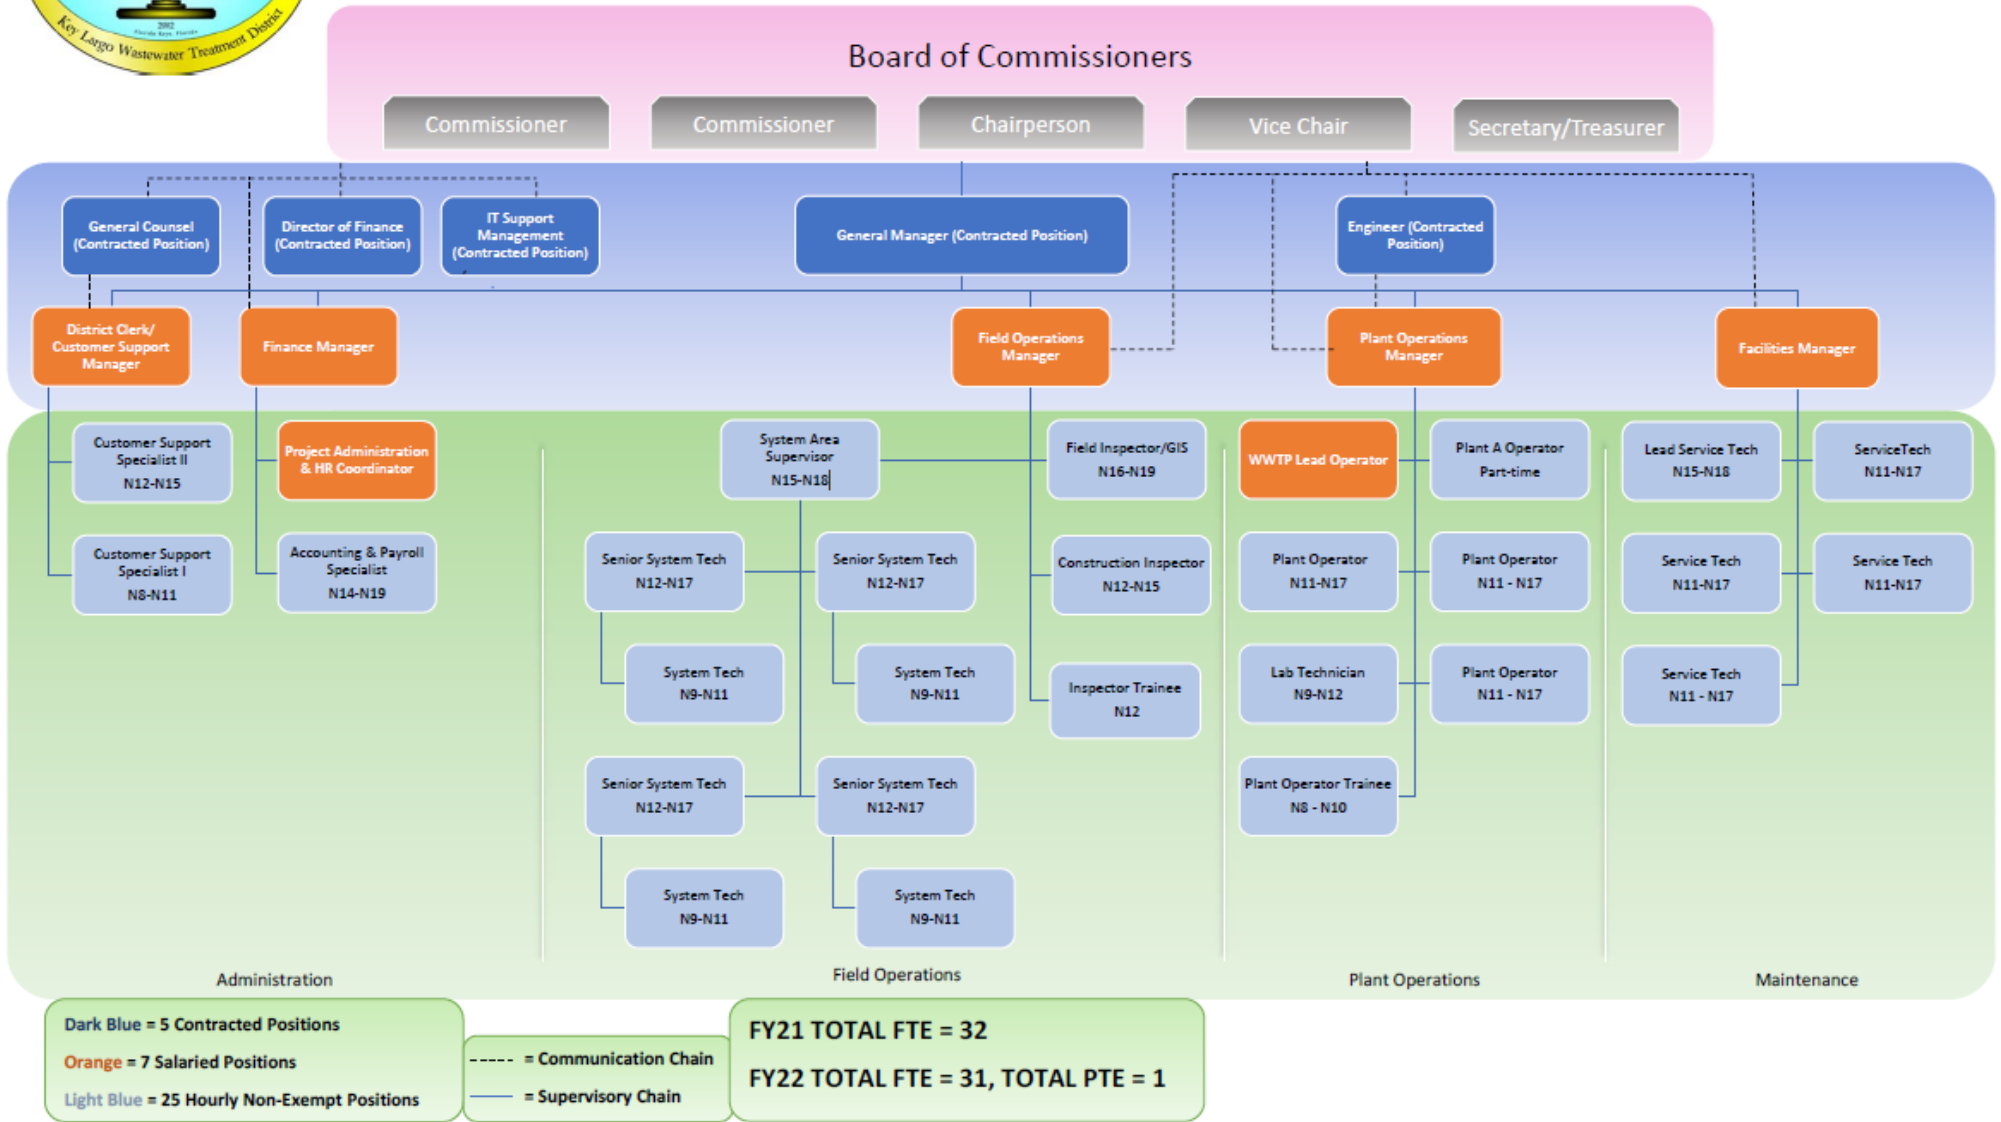 2002
Florida Keys, Florida
Key Largo Wastewater Treatment District
Board of Commissioners
Commissioner
Commissioner
Chairperson
Vice Chair
Secretary/Treasurer
General Counsel
(Contracted Position)
Director of Finance
(Contracted Position)
IT Support
Management
(Contracted Position)
General Manager (Contracted Position)
Engineer (Contracted
Position)
District Clerk/
Customer Support
Manager
Finance Manager
Field Operations
Manager
Plant Operations
Manager
Facilities Manager
Customer Support
Specialist II
N12-N15
Customer Support
Specialist I
N8-N11
Project Administration
& HR Coordinator
Accounting & Payroll
Specialist
N14-N19
System Area
Supervisor
N15-N18
Field Inspector/GIS
N16-N19
Senior System Tech
N12-N17
Senior System Tech
N12-N17
Construction Inspector
N12-N15
System Tech
N9-N11
System Tech
N9-N11
Inspector Trainee
N12
Senior System Tech
N12-N17
Senior System Tech
N12-N17
System Tech
N9-N11
System Tech
N9-N11
WWTP Lead Operator
Plant A Operator
Part-time
Plant Operator
N11-N17
Plant Operator
N11 - N17
Lab Technician
N9-N12
Plant Operator
N11 - N17
Plant Operator Trainee
N8 - N10
Lead Service Tech
N15-N18
ServiceTech
N11-N17
Service Tech
N11-N17
Service Tech
N11-N17
Service Tech
N11 - N17
Administration
Field Operations
Plant Operations
Maintenance
Dark Blue = 5 Contracted Positions
Orange = 7 Salaried Positions
Light Blue = 25 Hourly Non-Exempt Positions
----- = Communication Chain
= Supervisory Chain
FY21 TOTAL FTE = 32
FY22 TOTAL FTE = 31, TOTAL PTE = 1